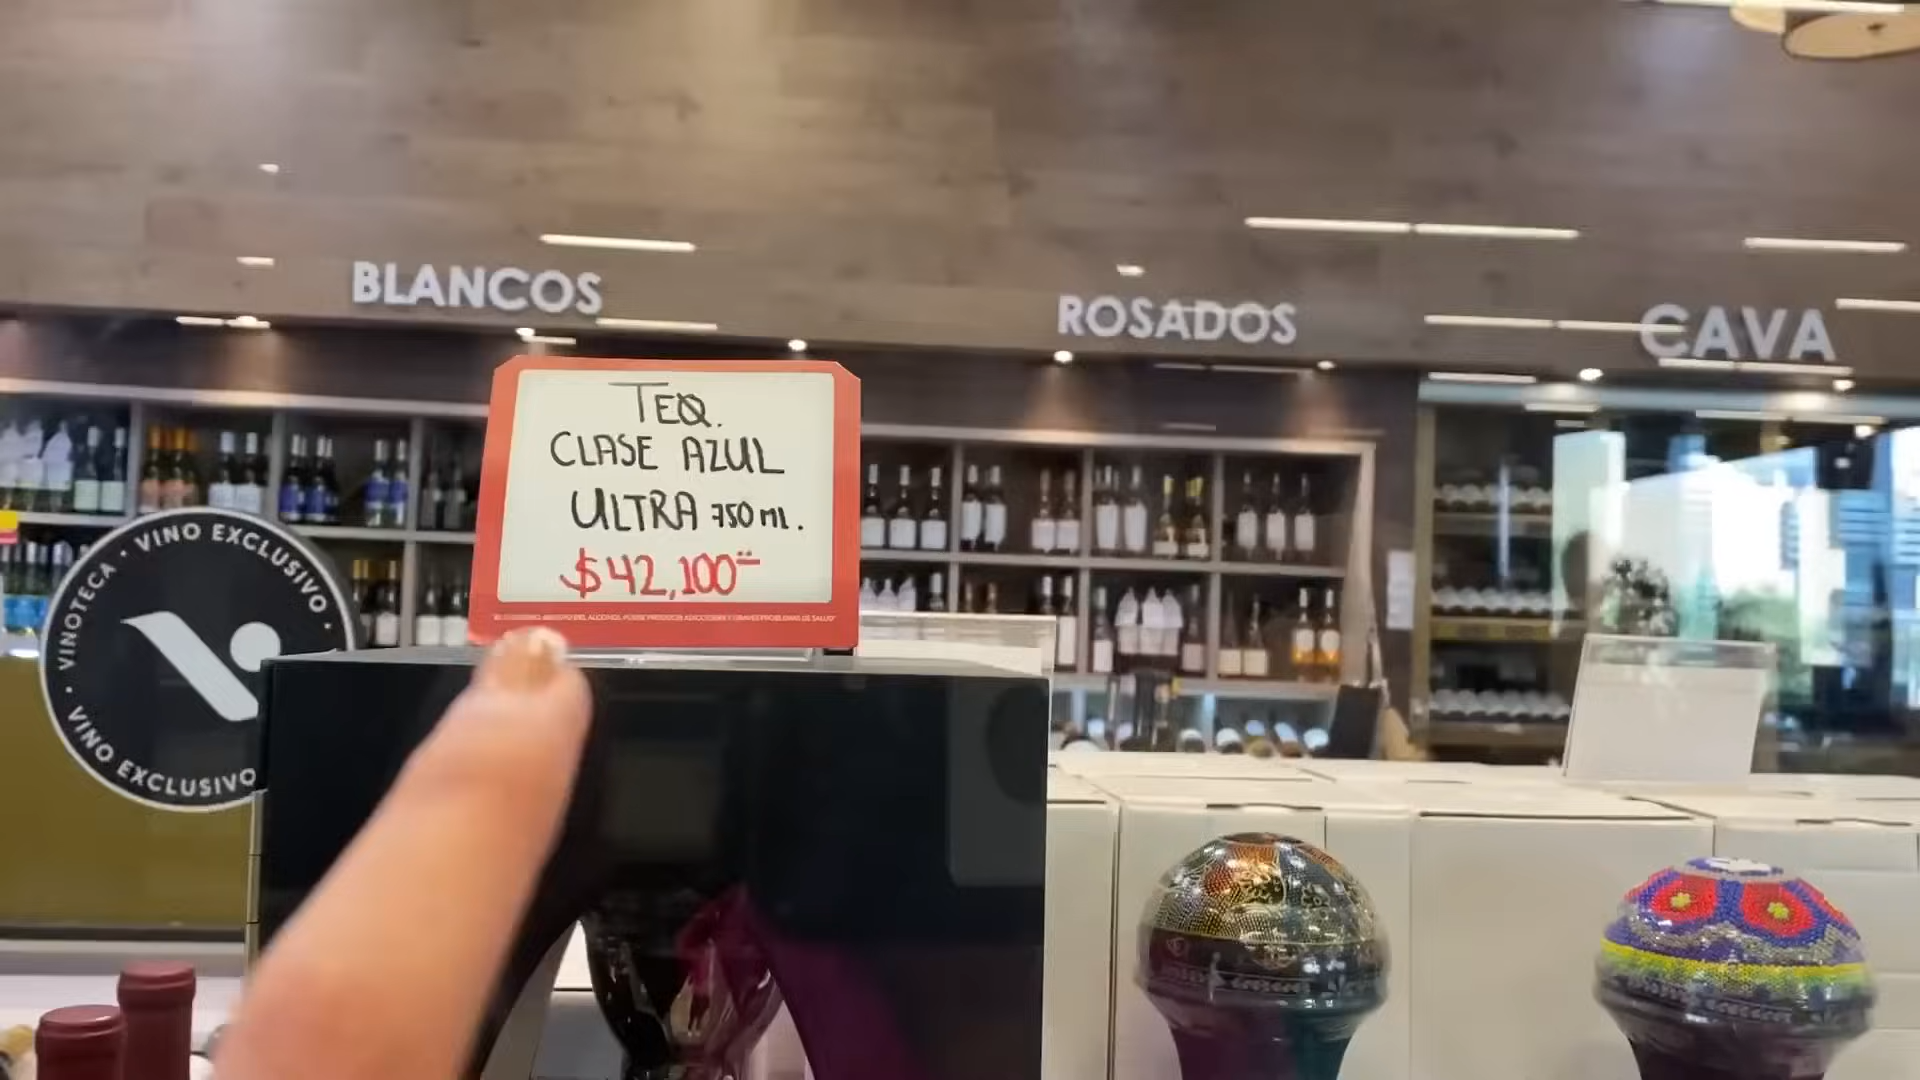 BLANCOS
ROSADOS
CAVA
TEQ.
CLASE AZUL
ULTRA 750 ml.
$42,100
VINOTECA • VINO EXCLUSIVO •
VINO EXCLUSIVO